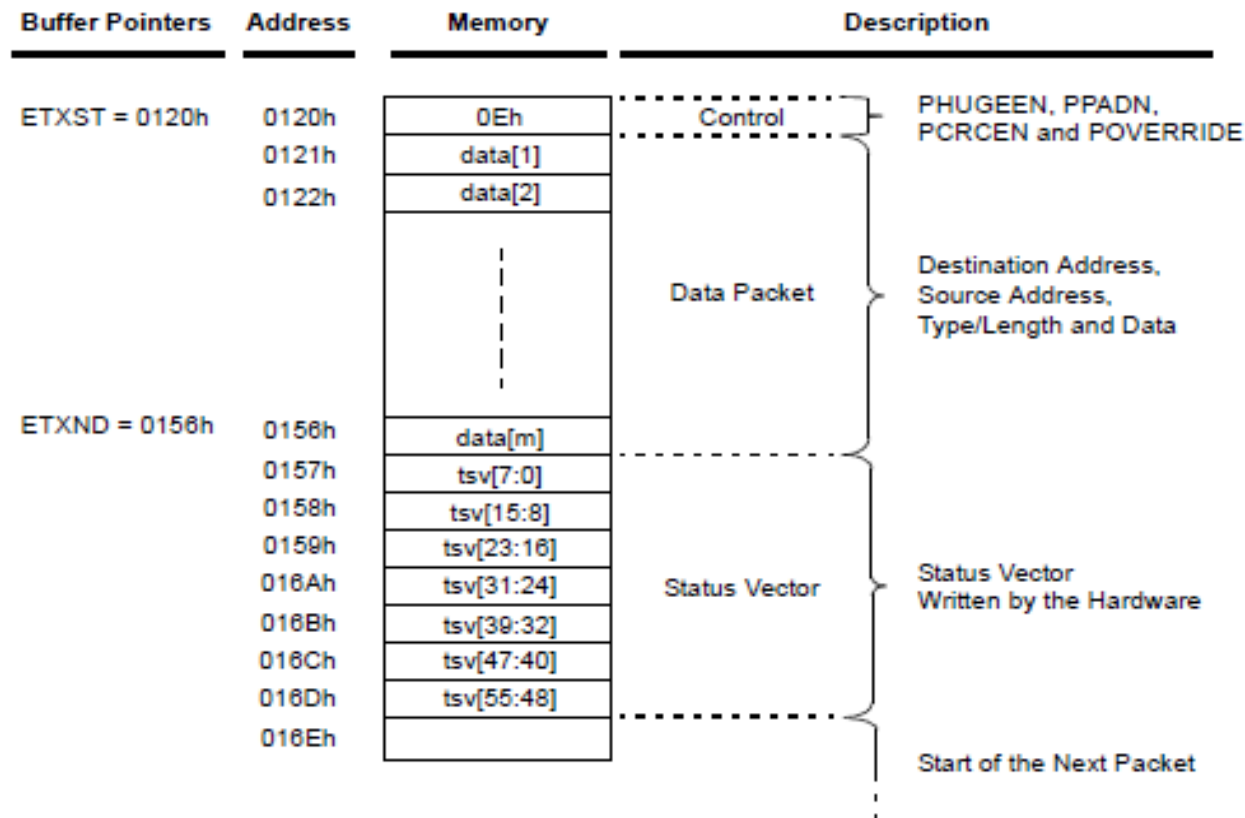 Buffer Pointers Address Memory Description
ETXST = 0120h 0120h 0Eh Control PHUGEEN, PPADN,
PCRCEN and POVERRIDE
0121h data[1]
0122h data[2]
Data Packet Destination Address,
Source Address,
Type/Length and Data
ETXND = 0156h 0156h data[m]
0157h tsv[7:0]
0158h tsv[15:8]
0159h tsv[23:16]
016Ah tsv[31:24] Status Vector Status Vector
Written by the Hardware
016Bh tsv[39:32]
016Ch tsv[47:40]
016Dh tsv[55:48]
016Eh
Start of the Next Packet